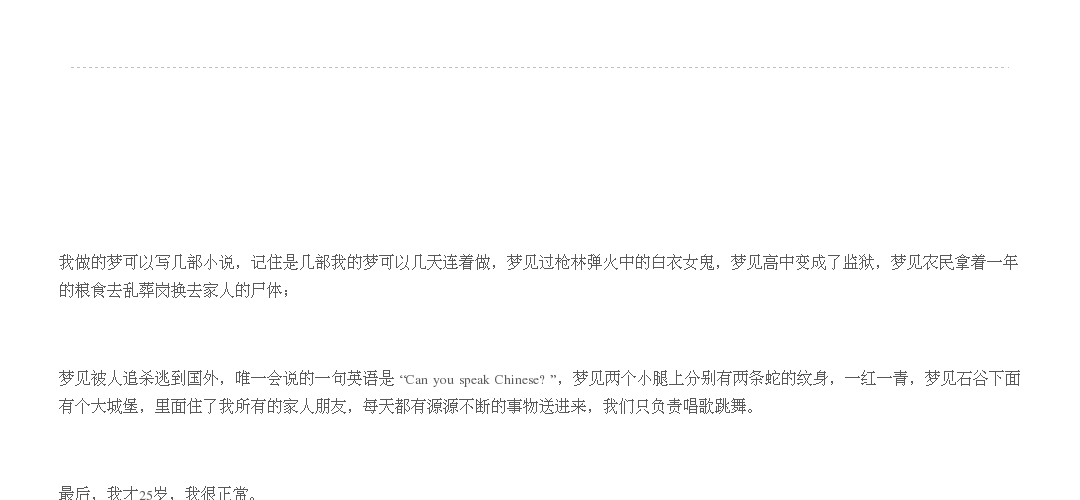 我做的梦可以写几部小说，记住是几部我的梦可以几天连着做，梦见过枪林弹火中的白衣女鬼，梦见高中变成了监狱，梦见农民拿着一年
的粮食去乱葬岗换去家人的尸体；
梦见被人追杀逃到国外，唯一会说的一句英语是 “Can you speak Chinese? ”，梦见两个小腿上分别有两条蛇的纹身，一红一青，梦见石谷下面
有个大城堡，里面住了我所有的家人朋友，每天都有源源不断的事物送进来，我们只负责唱歌跳舞。
最后，我才25岁，我很正常。